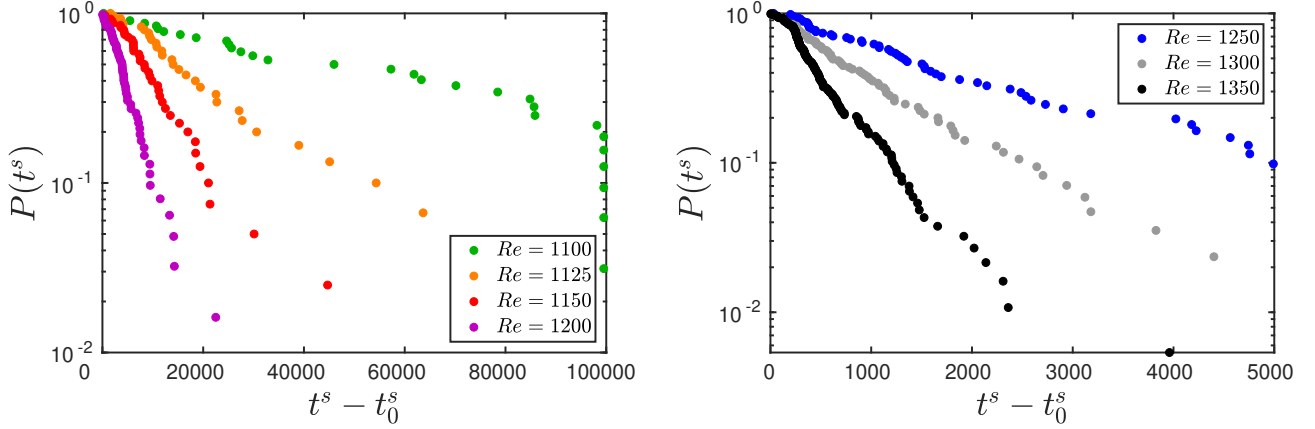 10^0
10^{-1}
10^{-2}
P(t^s)
0 20000 40000 60000 80000 100000
t^s − t_0^s
Re = 1100
Re = 1125
Re = 1150
Re = 1200
10^0
10^{-1}
10^{-2}
P(t^s)
0 1000 2000 3000 4000 5000
t^s − t_0^s
Re = 1250
Re = 1300
Re = 1350